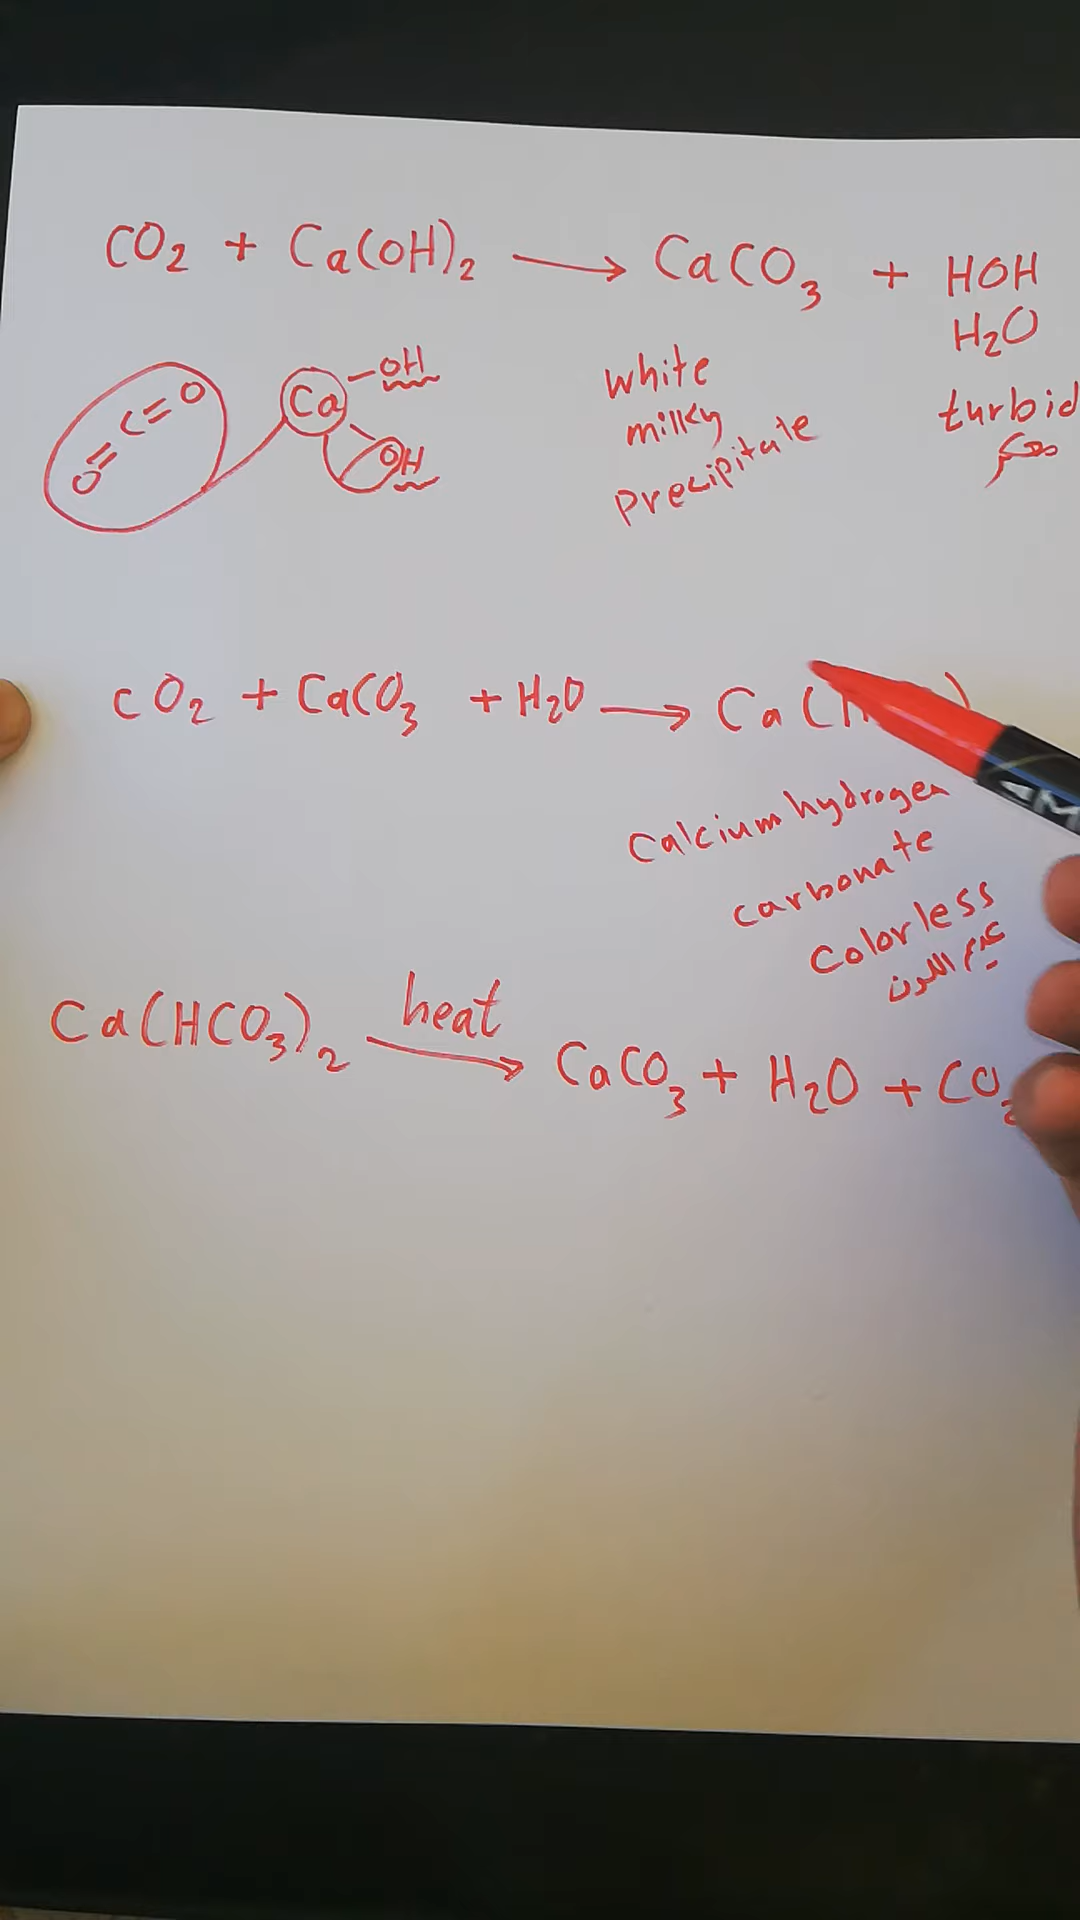 CO₂ + Ca(OH)₂ → CaCO₃ + HOH
H₂O
O=C=O Ca -OH
OH
white
milky
precipitate
turbid
معكر
CO₂ + CaCO₃ + H₂O → Ca(H )
Calcium hydrogen
carbonate
Colorless
عديم اللون
Ca(HCO₃)₂ heat → CaCO₃ + H₂O + CO₂